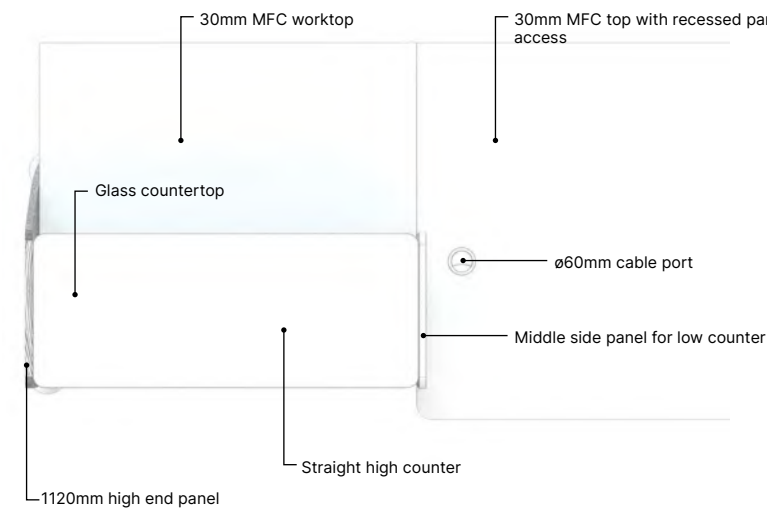 30mm MFC worktop
30mm MFC top with recessed
access
Glass countertop
ø60mm cable port
Middle side panel for low counter
Straight high counter
1120mm high end panel